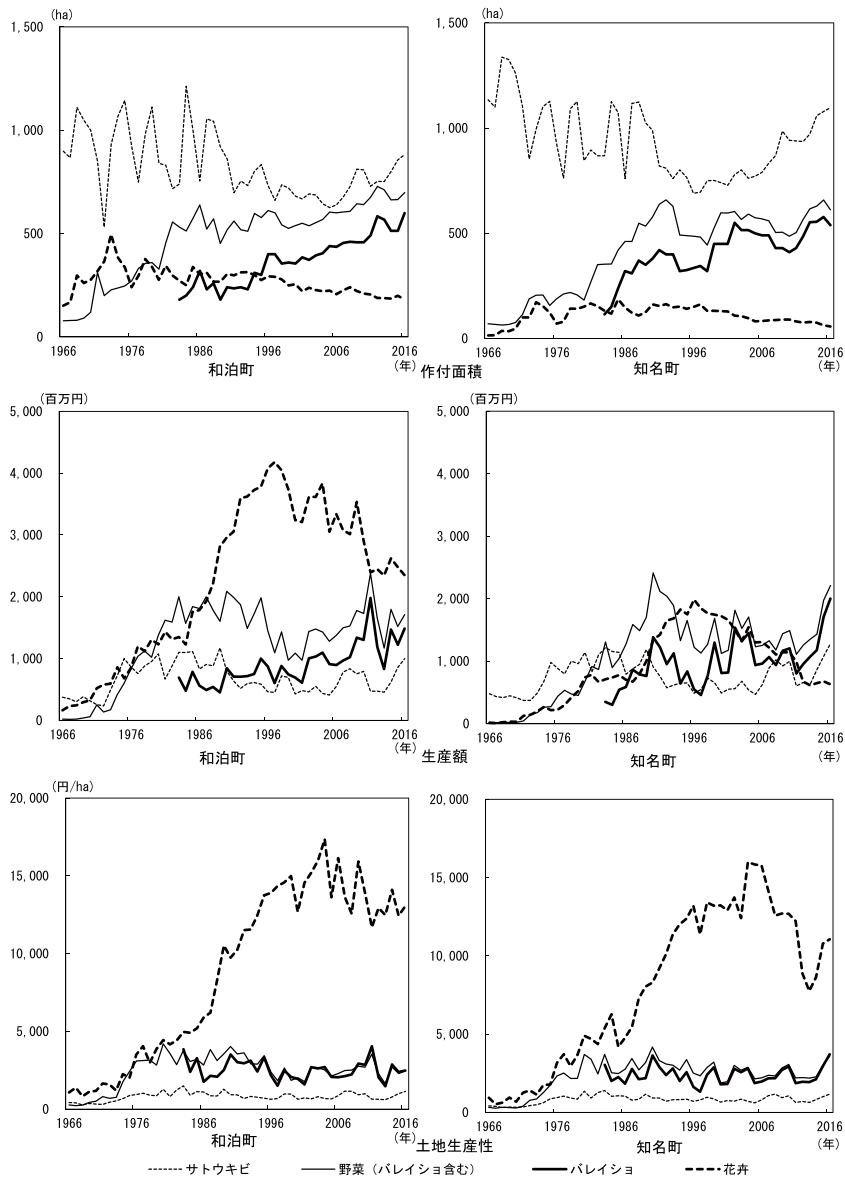 (ha)
1,500
1,000
500
0
1966 1976 1986 1996 2006 2016
(年)
和泊町
(ha)
1,500
1,000
500
0
1966 1976 1986 1996 2006 2016
(年)
知名町
作付面積
(百万円)
5,000
4,000
3,000
2,000
1,000
0
1966 1976 1986 1996 2006 2016
(年)
和泊町
(百万円)
5,000
4,000
3,000
2,000
1,000
0
1966 1976 1986 1996 2006 2016
(年)
知名町
生産額
(円/ha)
20,000
15,000
10,000
5,000
0
1966 1976 1986 1996 2006 2016
(年)
和泊町
20,000
15,000
10,000
5,000
0
1966 1976 1986 1996 2006 2016
(年)
知名町
土地生産性
サトウキビ 野菜（バレイショ含む） バレイショ 花卉